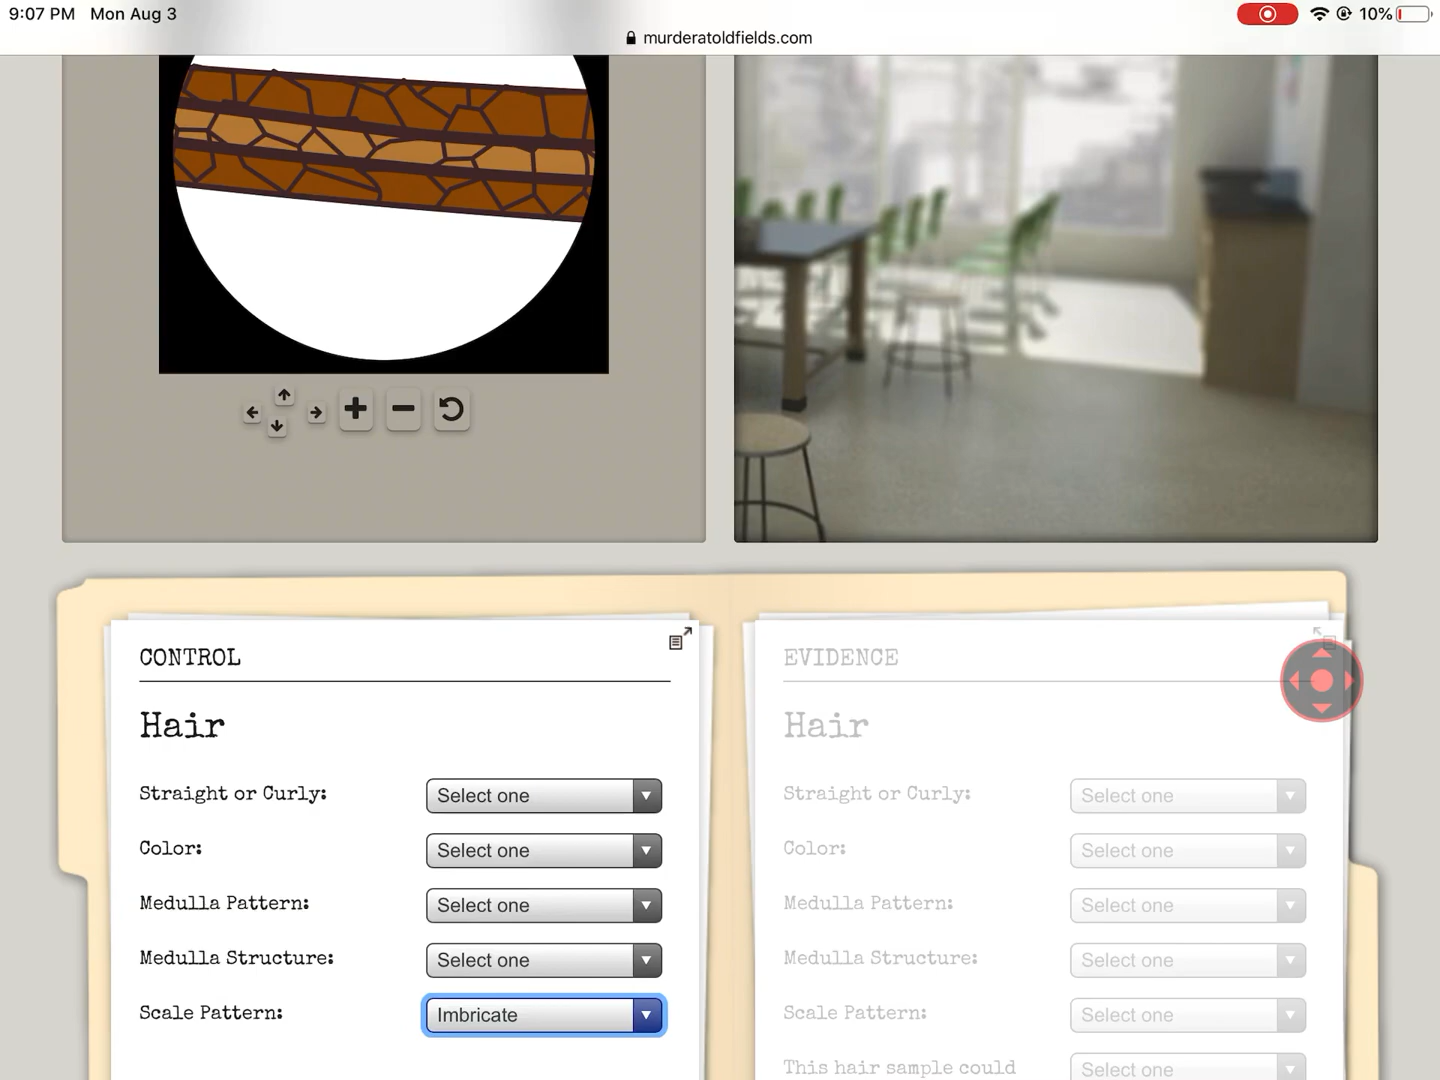 9:07 PM Mon Aug 3
10%
murderatoldfields.com
CONTROL
Hair
Straight or Curly: Select one
Color: Select one
Medulla Pattern: Select one
Medulla Structure: Select one
Scale Pattern: Imbricate
EVIDENCE
Hair
Straight or Curly: Select one
Color: Select one
Medulla Pattern: Select one
Medulla Structure: Select one
Scale Pattern: Select one
This hair sample could Select one